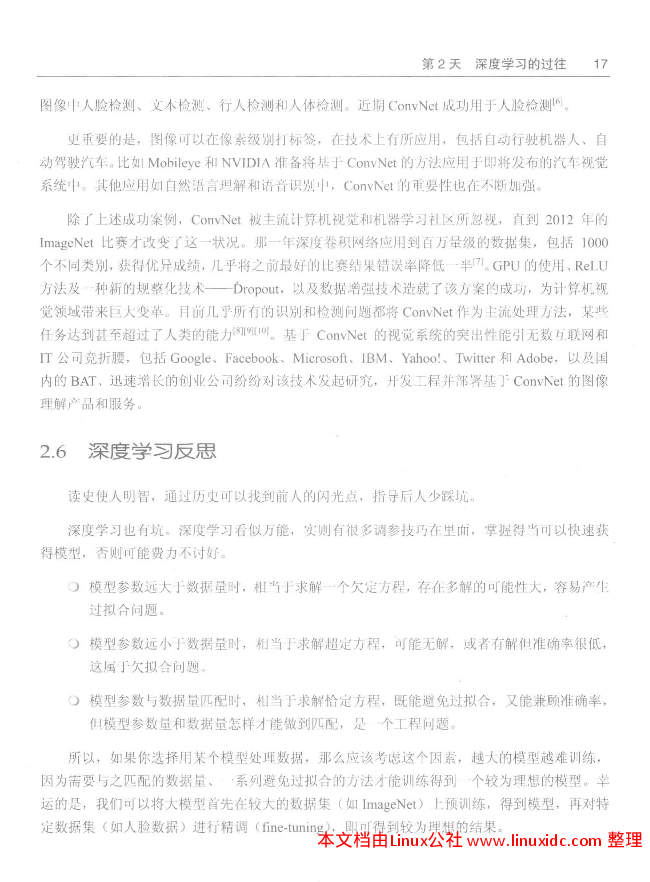 第 2 天 深度学习的过往 17
图像中人脸检测、文本检测、行人检测和人体检测。近期 ConvNet 成功用于人脸检测[6]。
更重要的是，图像可以在像素级别打标签，在技术上有所应用，包括自动行驶机器人、自
动驾驶汽车。比如 Mobileye 和 NVIDIA 准备将基于 ConvNet 的方法应用于即将发布的汽车视觉
系统中。其他应用如自然语言理解和语音识别中，ConvNet 的重要性也在不断加强。
除了上述成功案例，ConvNet 被主流计算机视觉和机器学习社区所忽视，直到 2012 年的
ImageNet 比赛才改变了这一状况。那一年深度卷积网络应用到百万量级的数据集，包括 1000
个不同类别，获得优异成绩，几乎将之前最好的比赛结果错误率降低一半[7]。GPU 的使用、ReLU
方法及一种新的规整化技术——Dropout，以及数据增强技术造就了该方案的成功，为计算机视
觉领域带来巨大变革。目前几乎所有的识别和检测问题都将 ConvNet 作为主流处理方法，某些
任务达到甚至超过了人类的能力[8][9][10]。基于 ConvNet 的视觉系统的突出性能引无数互联网和
IT 公司竞折腰，包括 Google、Facebook、Microsoft、IBM、Yahoo!、Twitter 和 Adobe，以及国
内的 BAT、迅速增长的创业公司纷纷对该技术发起研究，开发工程并部署基于 ConvNet 的图像
理解产品和服务。
2.6 深度学习反思
读史使人明智，通过历史可以找到前人的闪光点，指导后人少踩坑。
深度学习也有坑。深度学习看似万能，实则有很多调参技巧在里面，掌握得当可以快速获
得模型，否则可能费力不讨好。
❍ 模型参数远大于数据量时，相当于求解一个欠定方程，存在多解的可能性大，容易产生
过拟合问题。
❍ 模型参数远小于数据量时，相当于求解超定方程，可能无解，或者有解但准确率很低，
这属于欠拟合问题。
❍ 模型参数与数据量匹配时，相当于求解恰定方程，既能避免过拟合，又能兼顾准确率，
但模型参数量和数据量怎样才能做到匹配，是一个工程问题。
所以，如果你选择用某个模型处理数据，那么应该考虑这个因素，越大的模型越难训练，
因为需要与之匹配的数据量、一系列避免过拟合的方法才能训练得到一个较为理想的模型。幸
运的是，我们可以将大模型首先在较大的数据集（如 ImageNet）上预训练，得到模型，再对特
定数据集（如人脸数据）进行精调（fine-tuning），即可得到较为理想的结果。
本文档由Linux公社 www.linuxidc.com 整理